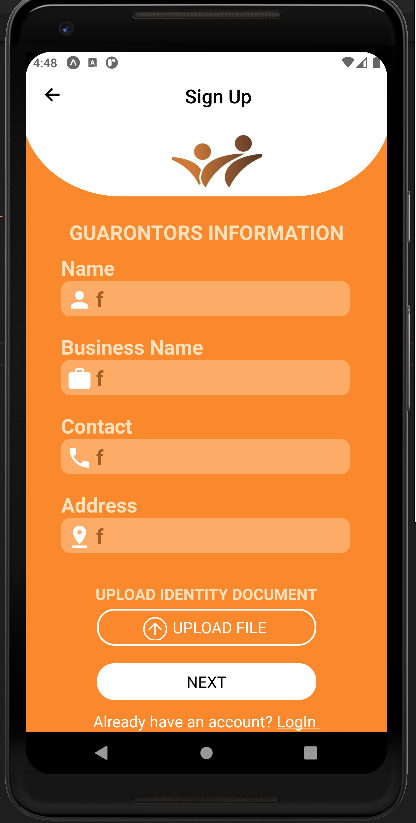 4:48
Sign Up
GUARONTORS INFORMATION
Name
f
Business Name
f
Contact
f
Address
f
UPLOAD IDENTITY DOCUMENT
UPLOAD FILE
NEXT
Already have an account? LogIn